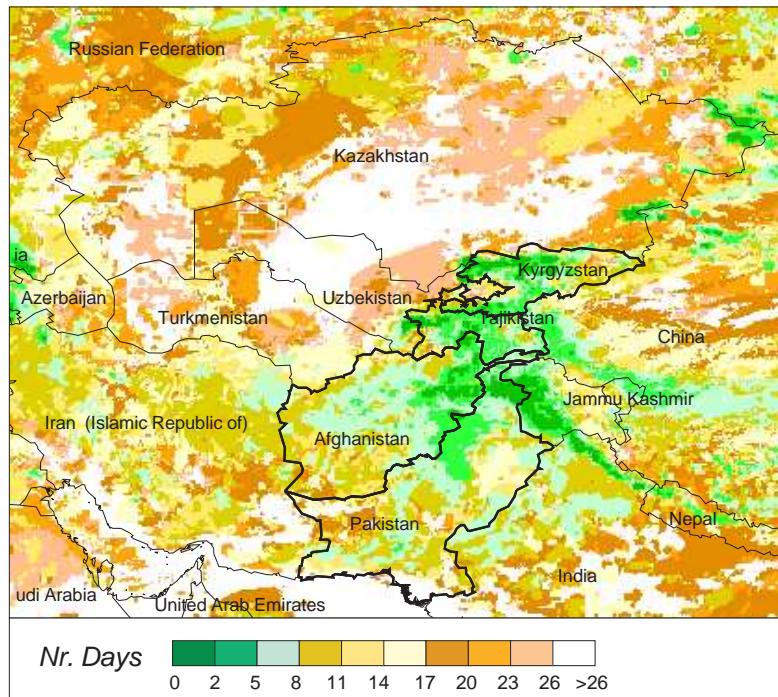 Russian Federation
Kazakhstan
ia
Kyrgyzstan
Azerbaijan
Uzbekistan
Turkmenistan
Tajikistan
China
Jammu Kashmir
Iran (Islamic Republic of)
Afghanistan
Pakistan
Nepal
India
udi Arabia
United Arab Emirates
Nr. Days
0 2 5 8 11 14 17 20 23 26 >26